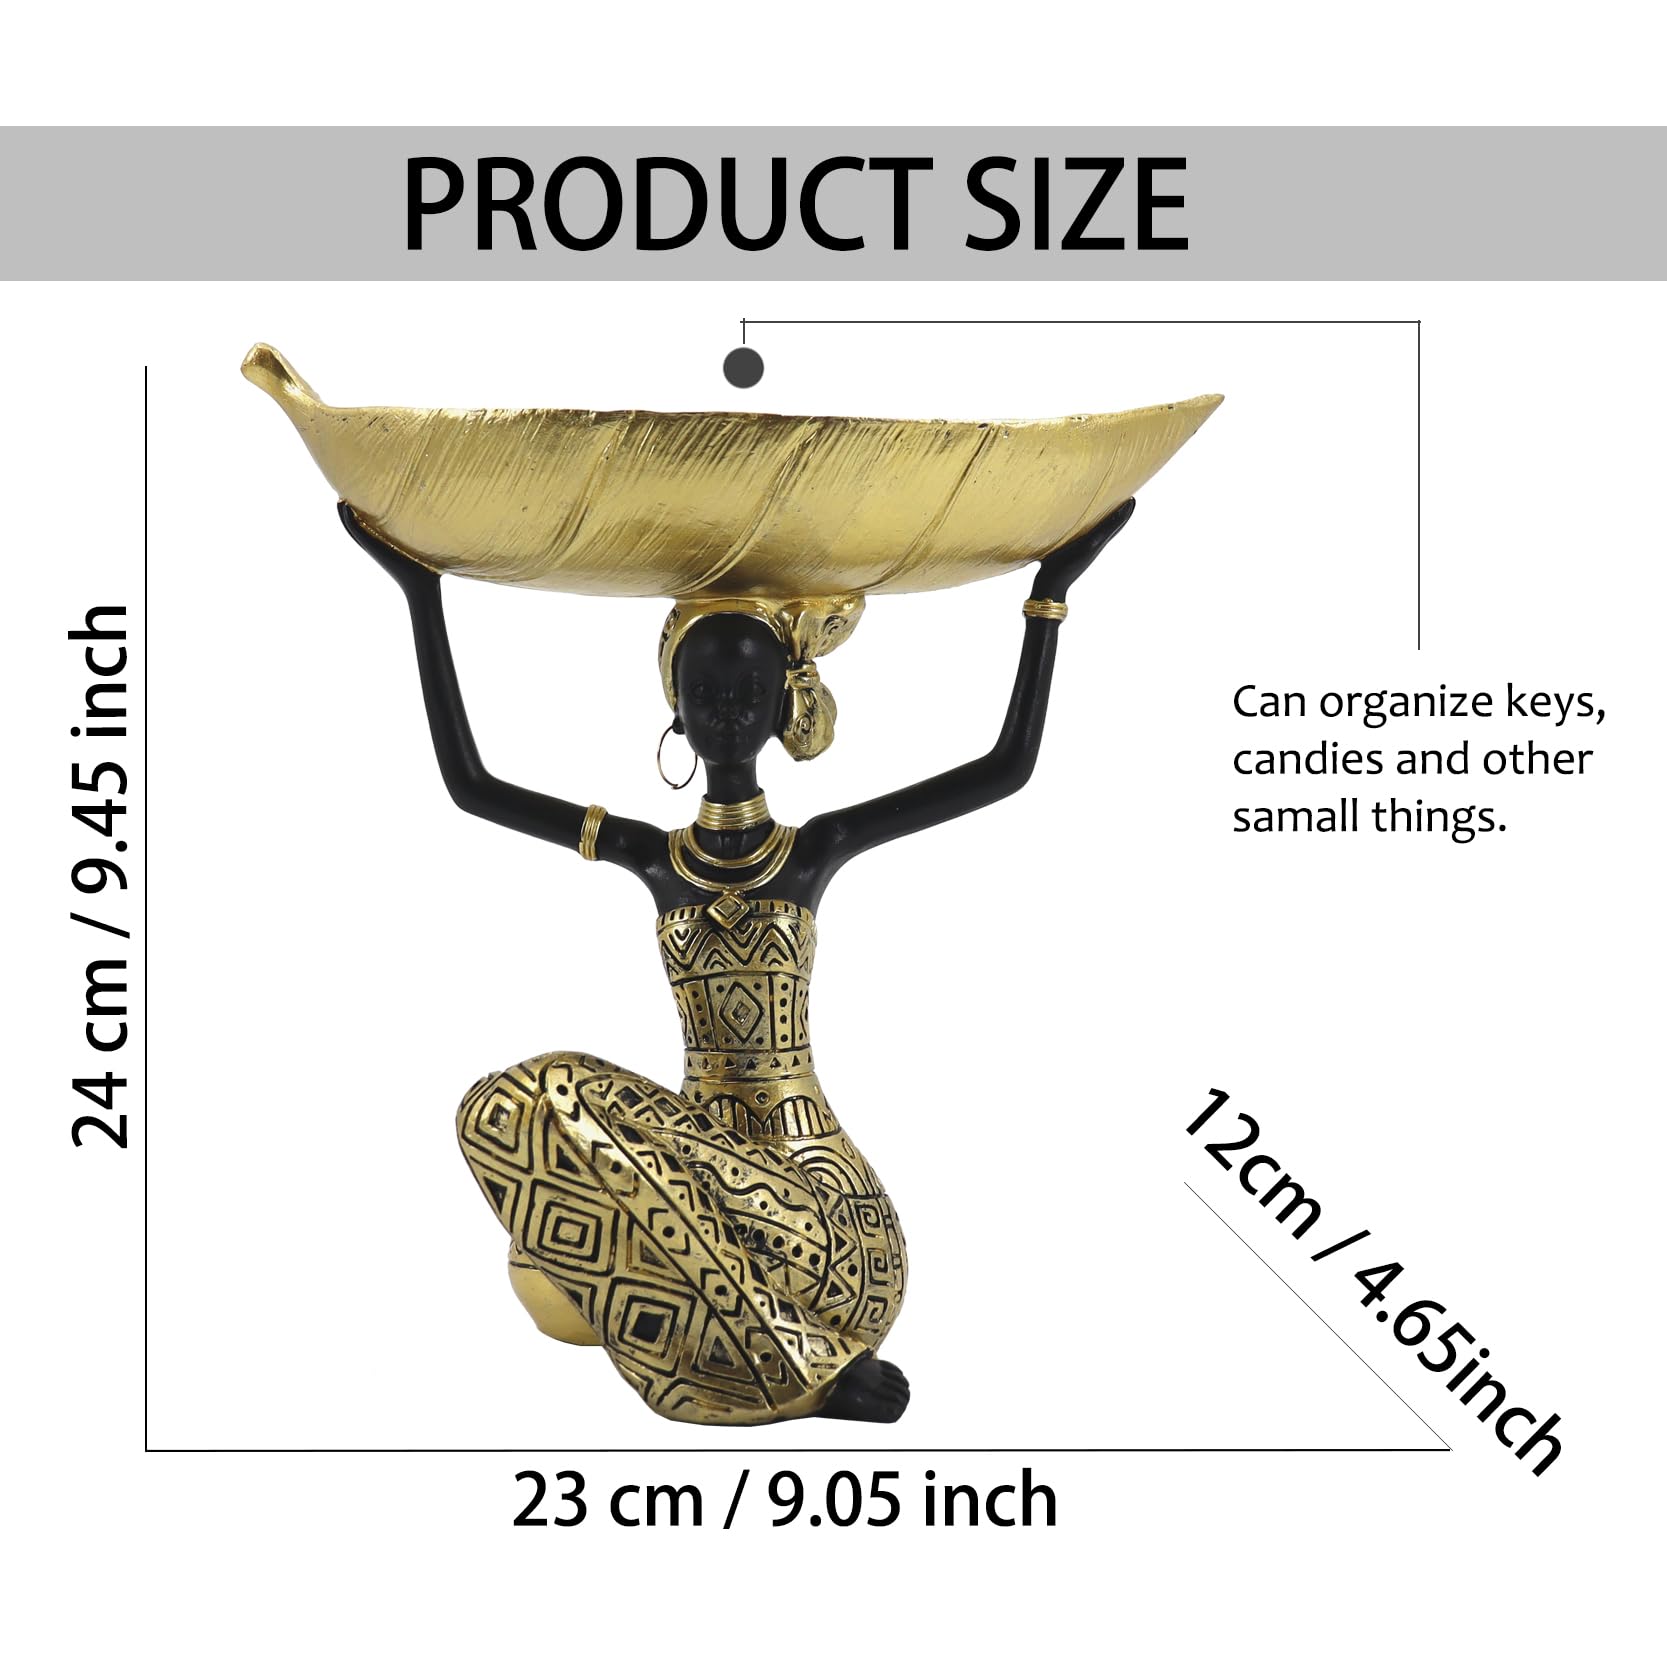 PRODUCT SIZE
24 cm / 9.45 inch
Can organize keys,
candies and other
samall things.
12cm / 4.65inch
23 cm / 9.05 inch